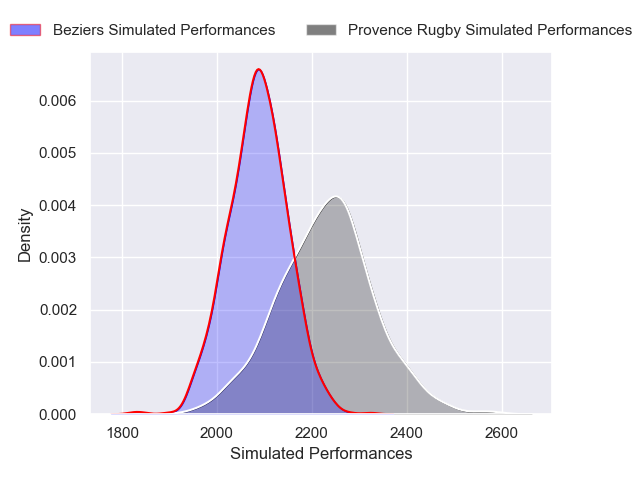 Beziers Simulated Performances Provence Rugby Simulated Performances
0.006
0.005
0.004
0.003
0.002
0.001
0.000
Density
1800 2000 2200 2400 2600
Simulated Performances